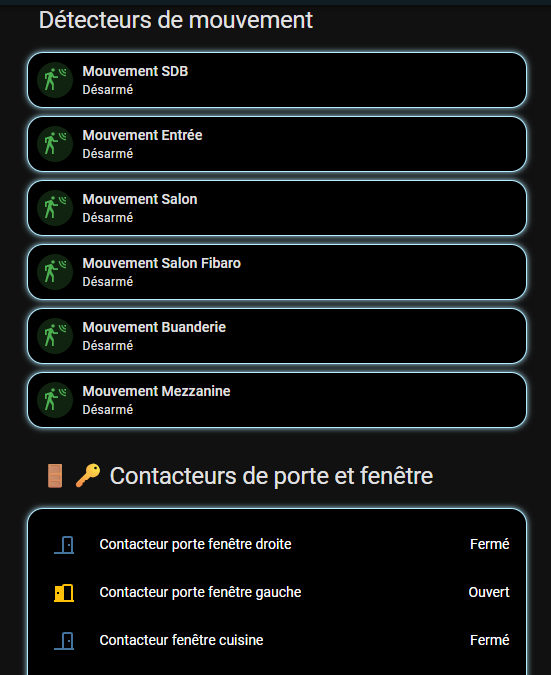 Détecteurs de mouvement
Mouvement SDB
Désarmé
Mouvement Entrée
Désarmé
Mouvement Salon
Désarmé
Mouvement Salon Fibaro
Désarmé
Mouvement Buanderie
Désarmé
Mouvement Mezzanine
Désarmé
🚪 🔑 Contacteurs de porte et fenêtre
Contacteur porte fenêtre droite Fermé
Contacteur porte fenêtre gauche Ouvert
Contacteur fenêtre cuisine Fermé